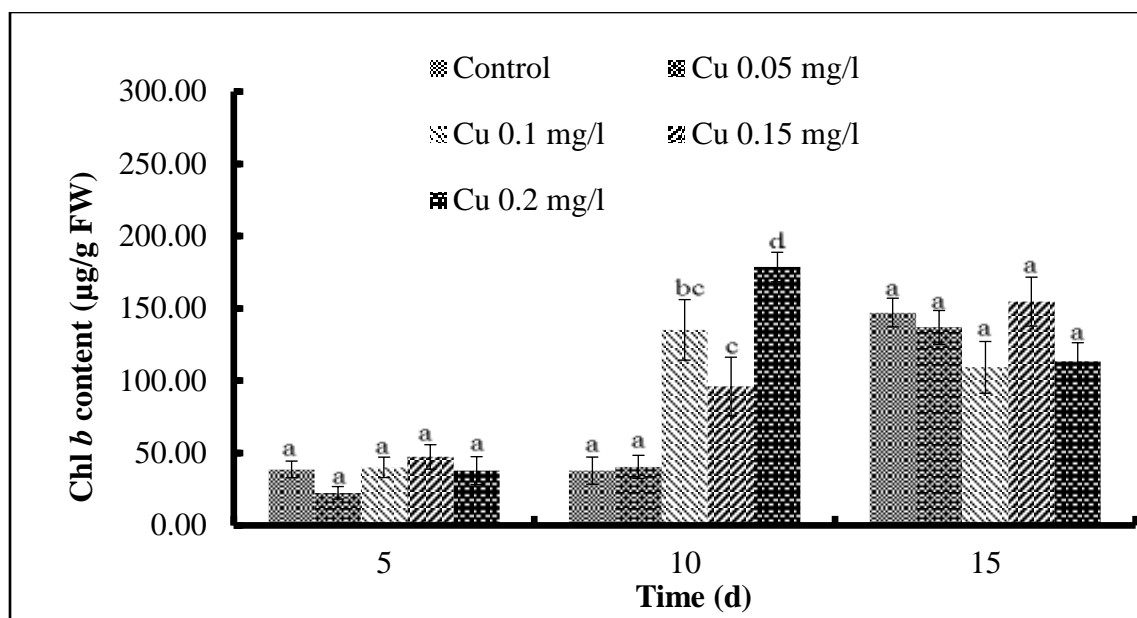 Control
Cu 0.05 mg/l
Cu 0.1 mg/l
Cu 0.15 mg/l
Cu 0.2 mg/l
Chl b content (µg/g FW)
300.00
250.00
200.00
150.00
100.00
50.00
0.00
a a a a a
a a bc c d
a a a a a
5 10 15
Time (d)